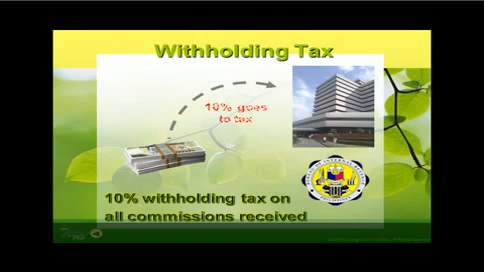 Withholding Tax
10% goes
to tax
10% withholding tax on
all commissions received